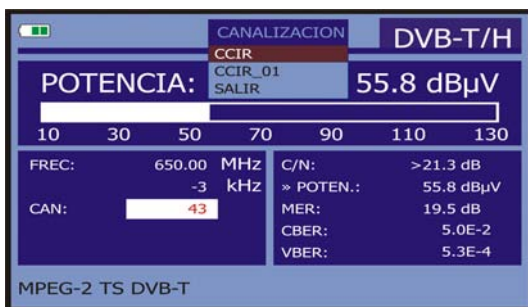 CANALIZACION
DVB-T/H
CCIR
CCIR_01
SALIR
POTENCIA: 55.8 dBµV
10 30 50 70 90 110 130
FREC: 650.00 MHz
-3 kHz
CAN: 43
C/N: >21.3 dB
» POTEN.: 55.8 dBµV
MER: 19.5 dB
CBER: 5.0E-2
VBER: 5.3E-4
MPEG-2 TS DVB-T